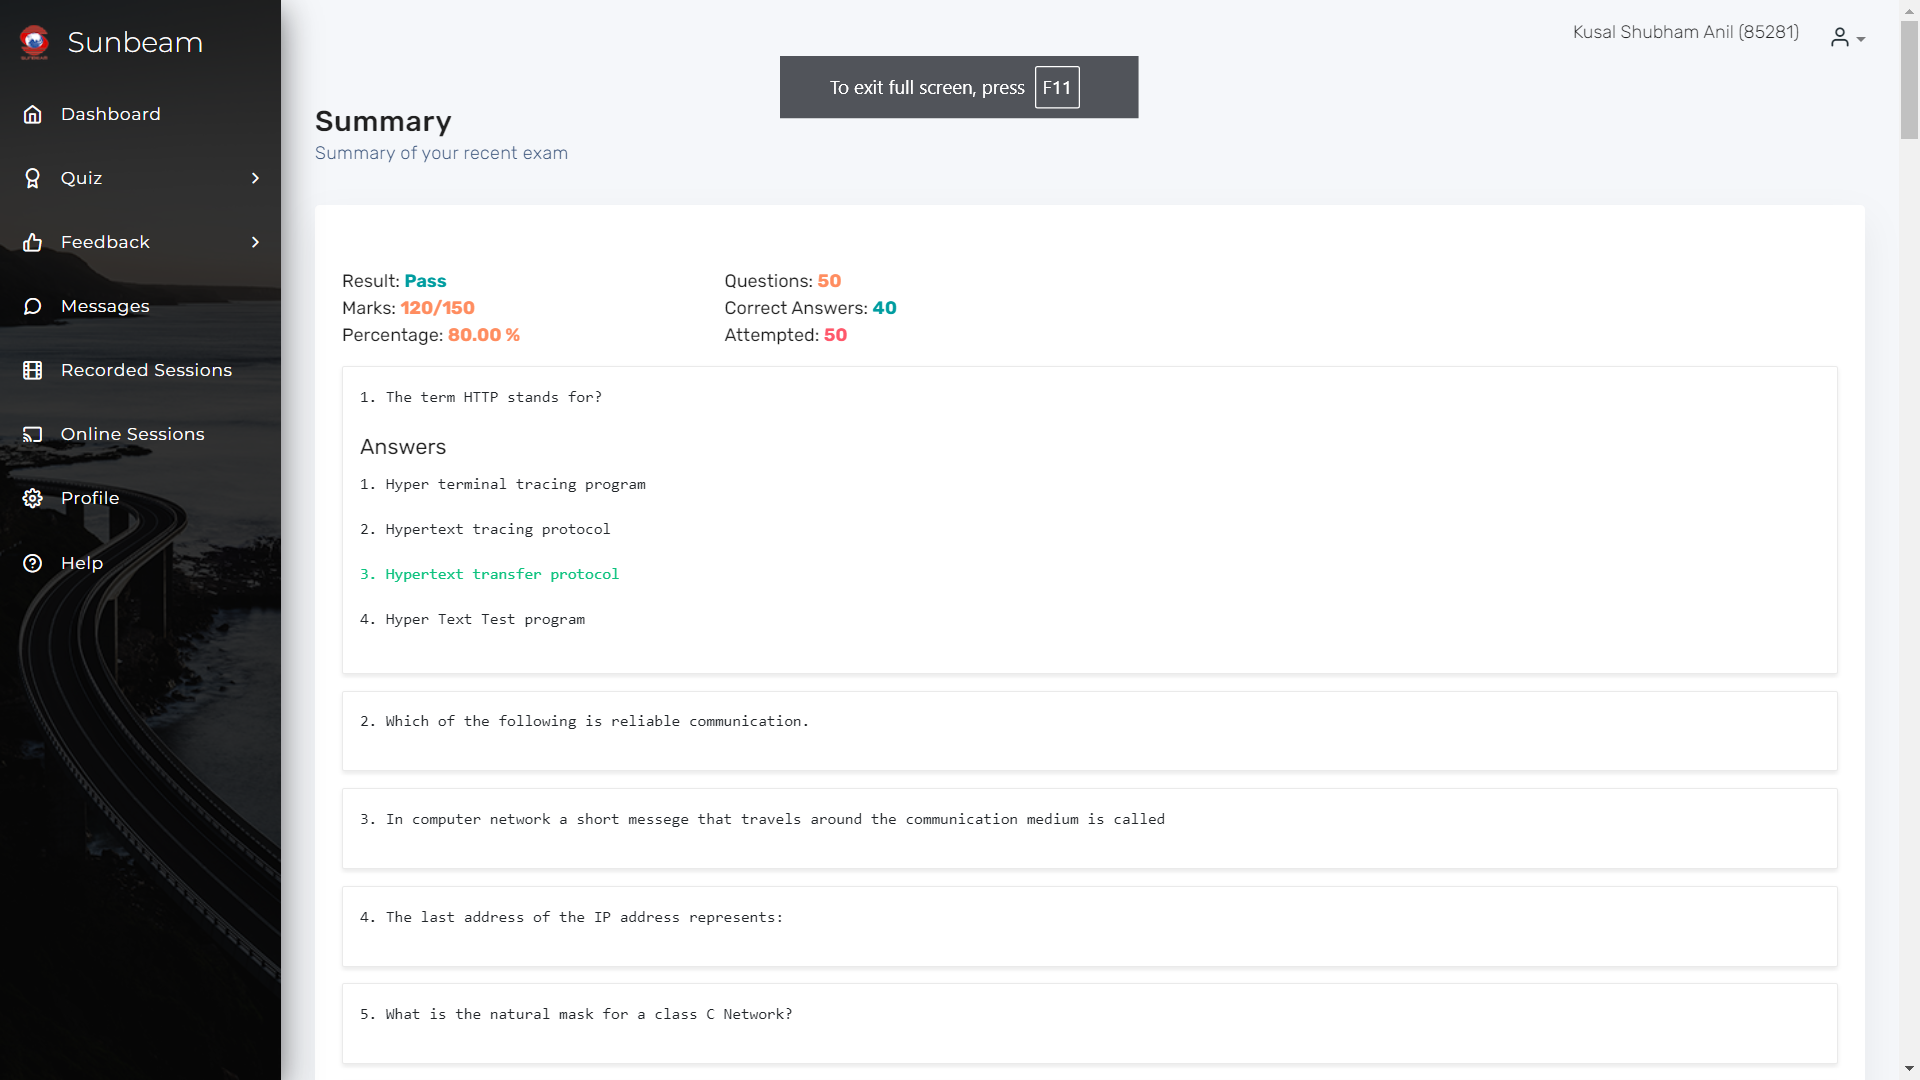 Sunbeam
Dashboard
Quiz
Feedback
Messages
Recorded Sessions
Online Sessions
Profile
Help
Kusal Shubham Anil (85281)
To exit full screen, press F11
Summary
Summary of your recent exam
Result: Pass
Marks: 120/150
Percentage: 80.00 %
Questions: 50
Correct Answers: 40
Attempted: 50
1. The term HTTP stands for?
Answers
1. Hyper terminal tracing program
2. Hypertext tracing protocol
3. Hypertext transfer protocol
4. Hyper Text Test program
2. Which of the following is reliable communication.
3. In computer network a short messege that travels around the communication medium is called
4. The last address of the IP address represents:
5. What is the natural mask for a class C Network?